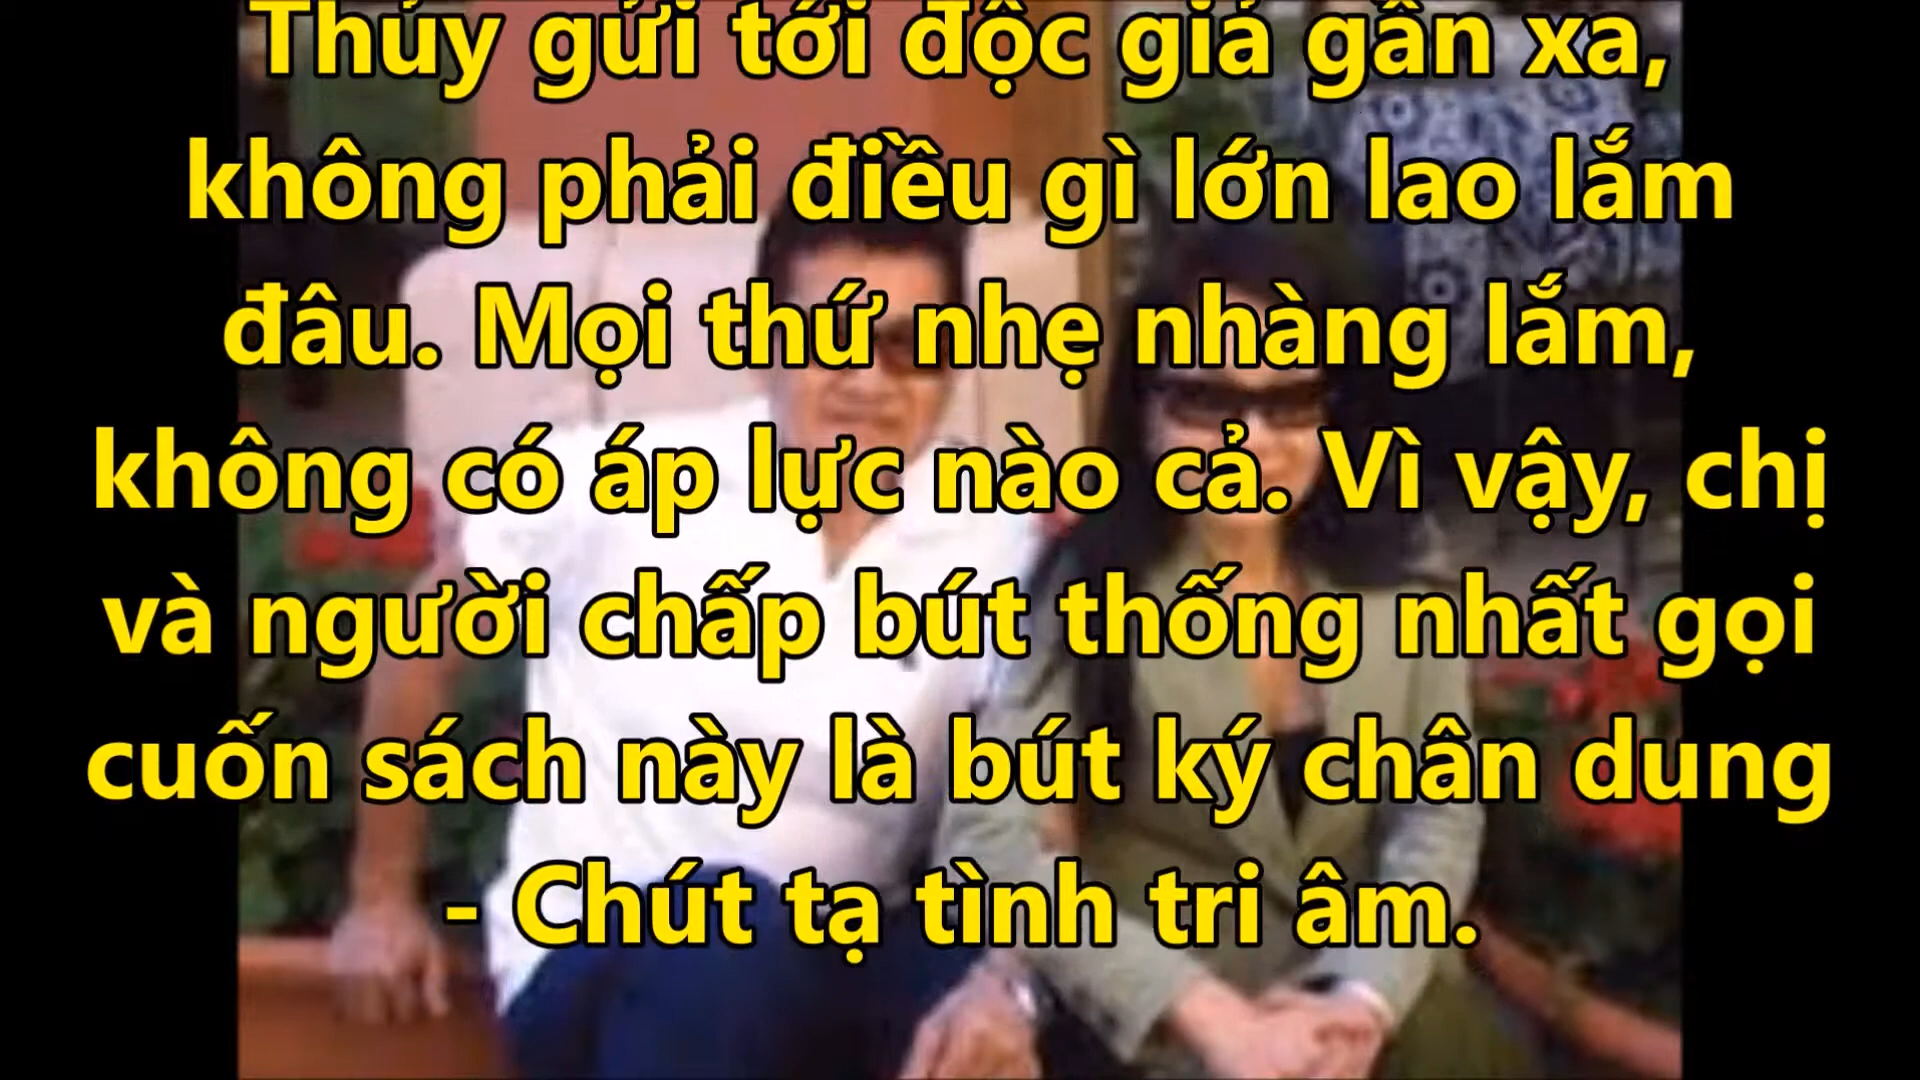 Thủy gửi tới độc giả gần xa,
không phải điều gì lớn lao lắm
đâu. Mọi thứ nhẹ nhàng lắm,
không có áp lực nào cả. Vì vậy, chị
và người chấp bút thống nhất gọi
cuốn sách này là bút ký chân dung
- Chút tạ tình tri âm.